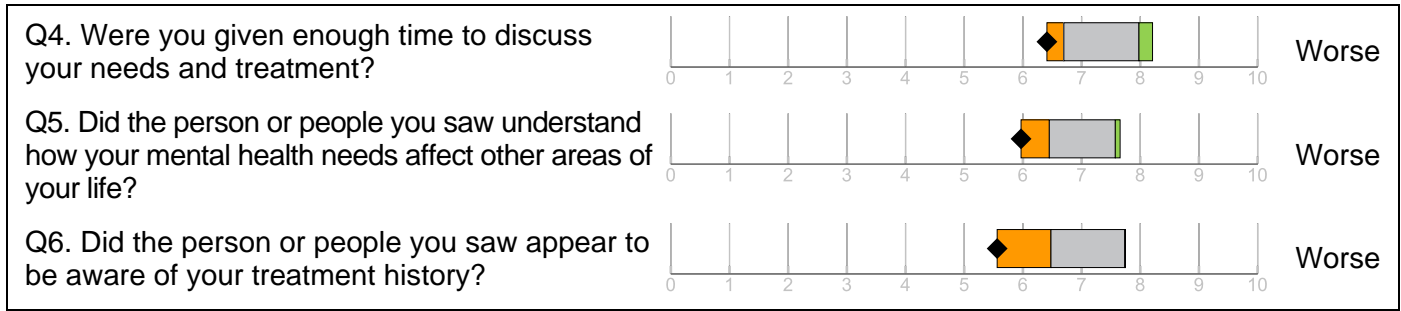 Q4. Were you given enough time to discuss
your needs and treatment?
0 1 2 3 4 5 6 7 8 9 10
Worse
Q5. Did the person or people you saw understand
how your mental health needs affect other areas of
your life?
0 1 2 3 4 5 6 7 8 9 10
Worse
Q6. Did the person or people you saw appear to
be aware of your treatment history?
0 1 2 3 4 5 6 7 8 9 10
Worse